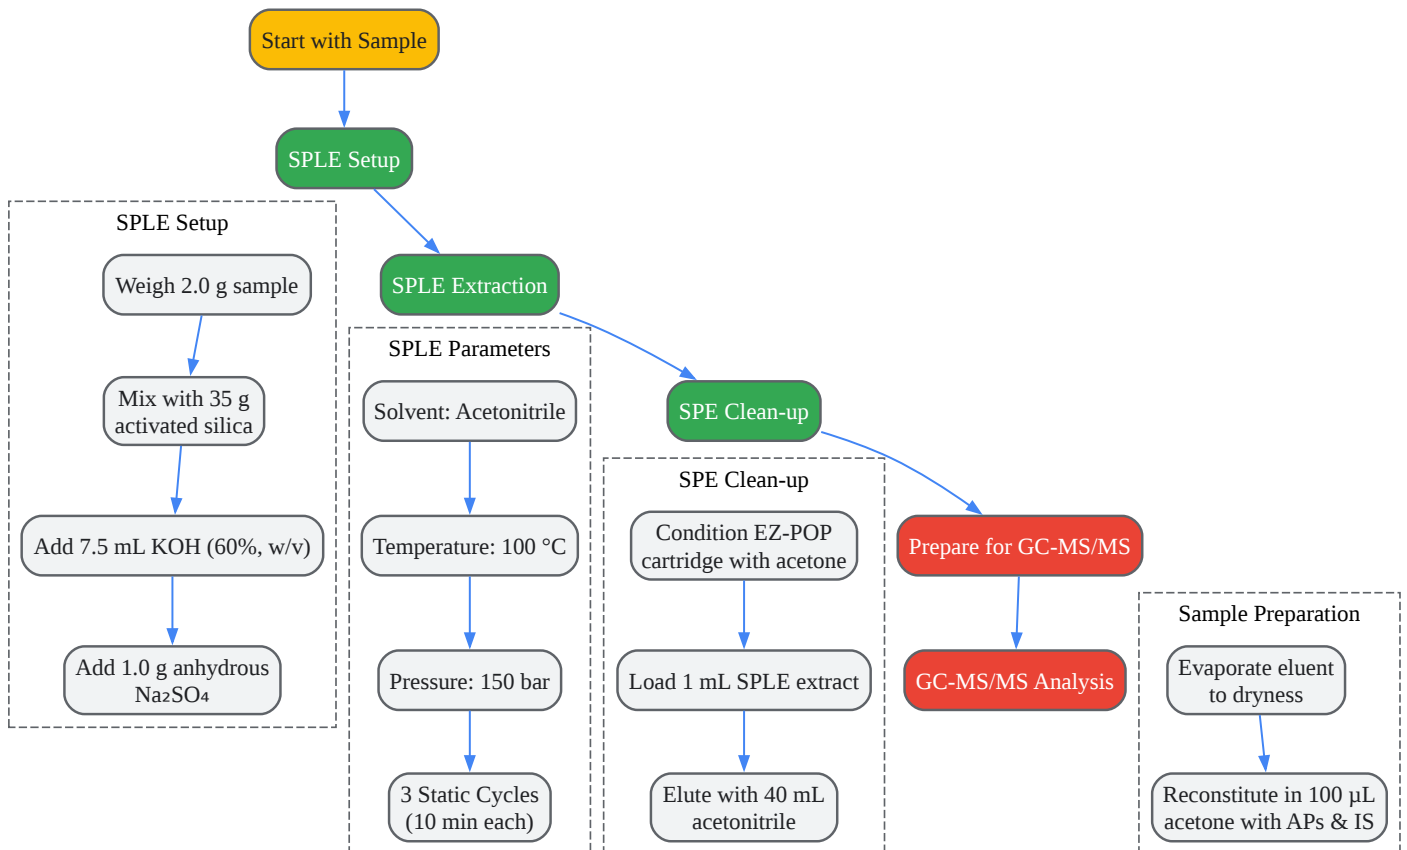 Start with Sample
SPLE Setup
SPLE Setup
Weigh 2.0 g sample
Mix with 35 g
activated silica
Add 7.5 mL KOH (60%, w/v)
Add 1.0 g anhydrous
Na₂SO₄
SPLE Extraction
SPLE Parameters
Solvent: Acetonitrile
Temperature: 100 °C
Pressure: 150 bar
3 Static Cycles
(10 min each)
SPE Clean-up
SPE Clean-up
Condition EZ-POP
cartridge with acetone
Load 1 mL SPLE extract
Elute with 40 mL
acetonitrile
Prepare for GC-MS/MS
GC-MS/MS Analysis
Sample Preparation
Evaporate eluent
to dryness
Reconstitute in 100 µL
acetone with APs & IS